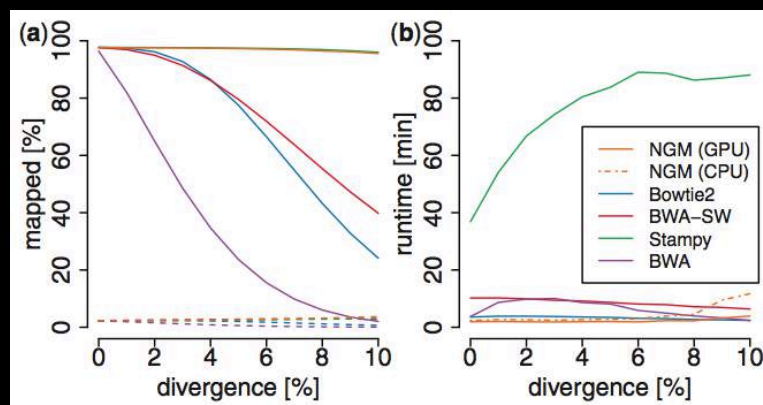 (a)
mapped [%]
100
80
60
40
20
0
0 2 4 6 8 10
divergence [%]
(b)
runtime [min]
100
80
60
40
20
0
0 2 4 6 8 10
divergence [%]
NGM (GPU)
NGM (CPU)
Bowtie2
BWA-SW
Stampy
BWA